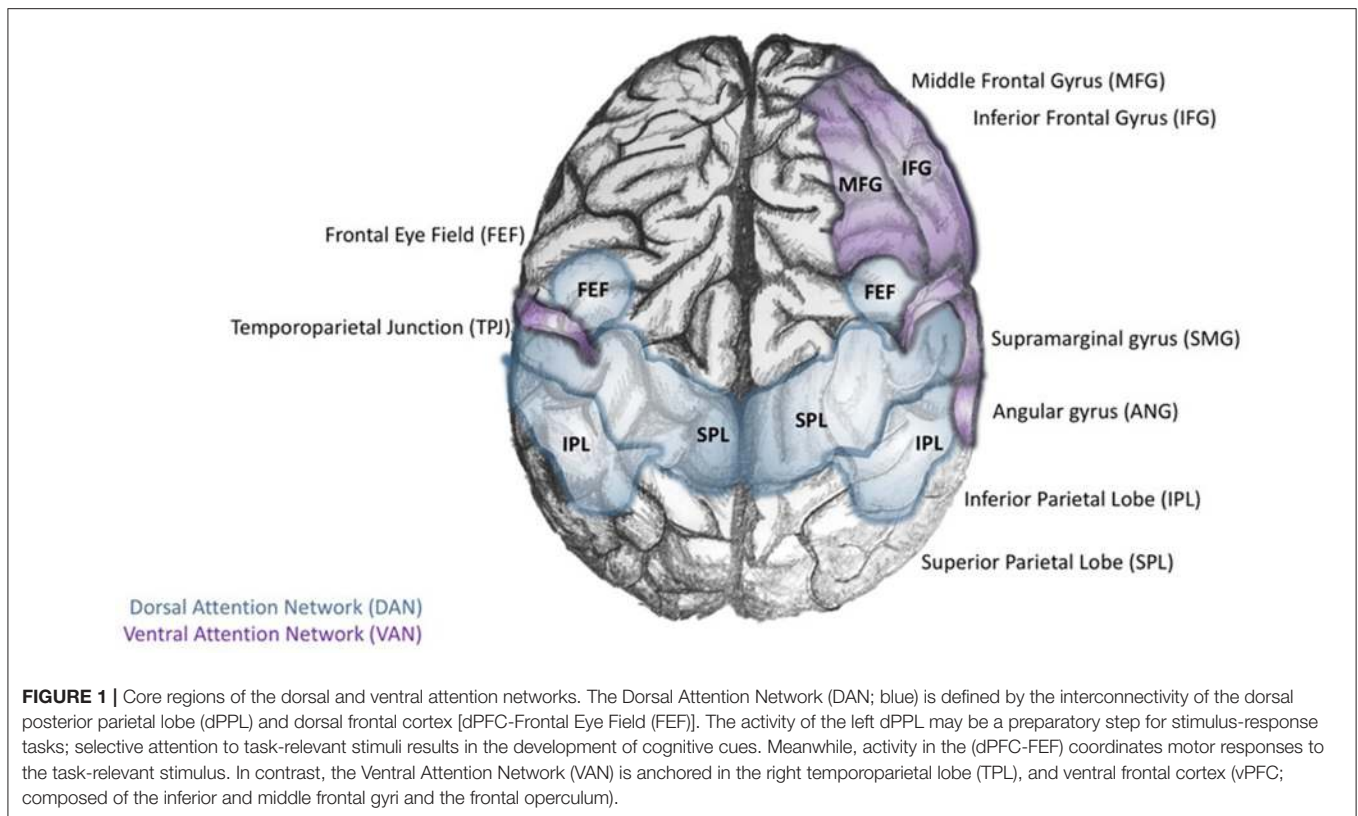 Middle Frontal Gyrus (MFG)
Inferior Frontal Gyrus (IFG)
IFG
MFG
Frontal Eye Field (FEF)
FEF
FEF
Temporoparietal Junction (TPJ)
Supramarginal gyrus (SMG)
Angular gyrus (ANG)
SPL
SPL
IPL
IPL
Inferior Parietal Lobe (IPL)
Superior Parietal Lobe (SPL)
Dorsal Attention Network (DAN)
Ventral Attention Network (VAN)
FIGURE 1 | Core regions of the dorsal and ventral attention networks. The Dorsal Attention Network (DAN; blue) is defined by the interconnectivity of the dorsal
posterior parietal lobe (dPPL) and dorsal frontal cortex [dPFC-Frontal Eye Field (FEF)]. The activity of the left dPPL may be a preparatory step for stimulus-response
tasks; selective attention to task-relevant stimuli results in the development of cognitive cues. Meanwhile, activity in the (dPFC-FEF) coordinates motor responses to
the task-relevant stimulus. In contrast, the Ventral Attention Network (VAN) is anchored in the right temporoparietal lobe (TPL), and ventral frontal cortex (vPFC;
composed of the inferior and middle frontal gyri and the frontal operculum).